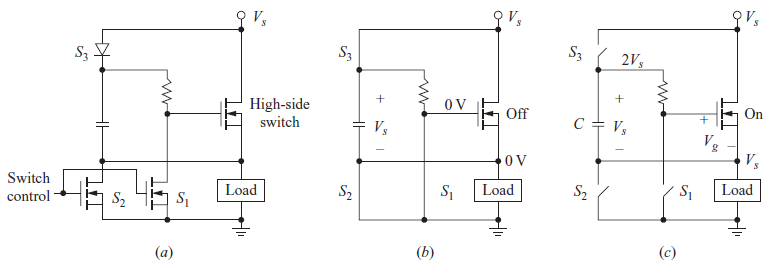 V_s
S_3
High-side
switch
Switch
control
S_2
S_1
Load
(a)
V_s
S_3
0 V
Off
+
V_s
−
0 V
S_2
S_1
Load
(b)
V_s
S_3
2V_s
On
+
C
V_s
−
+
V_g
−
V_s
S_2
S_1
Load
(c)